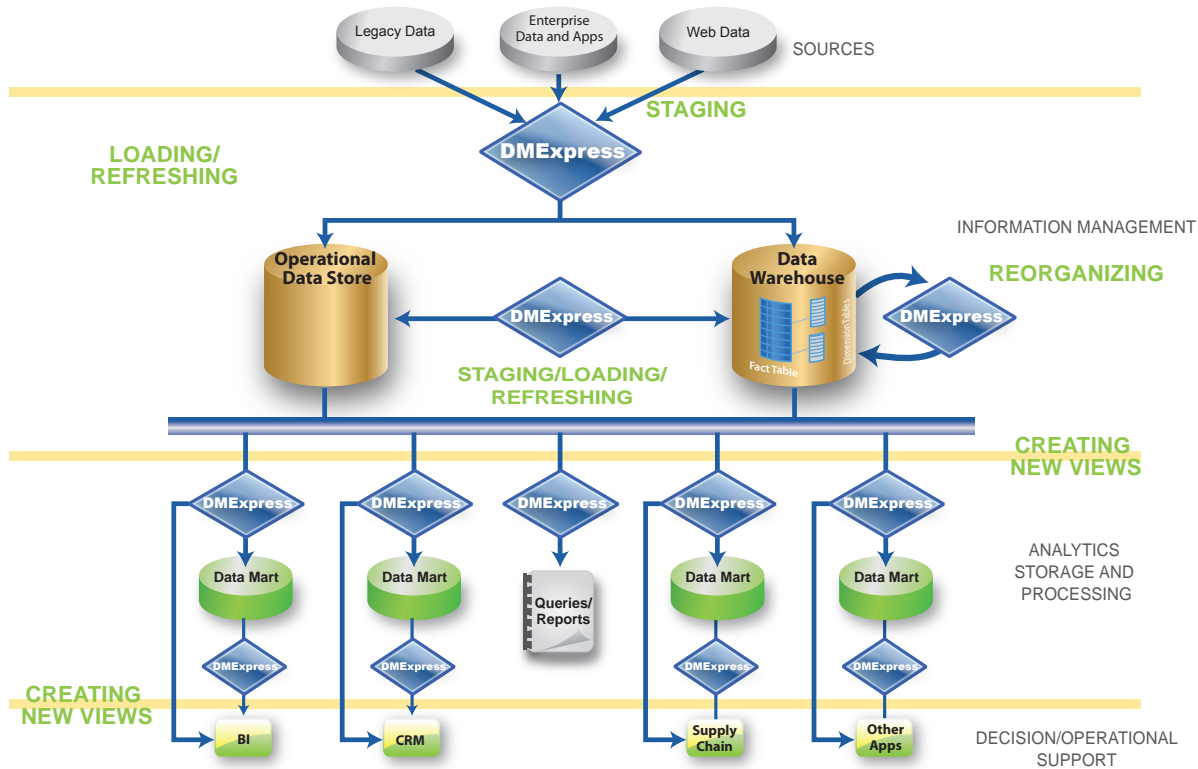 Legacy Data
Enterprise
Data and Apps
Web Data
SOURCES
STAGING
DMExpress
LOADING/
REFRESHING
INFORMATION MANAGEMENT
Operational
Data Store
Data
Warehouse
REORGANIZING
DMExpress
DMExpress
Dimension Tables
Fact Table
STAGING/LOADING/
REFRESHING
CREATING
NEW VIEWS
DMExpress
DMExpress
DMExpress
DMExpress
DMExpress
ANALYTICS
STORAGE AND
PROCESSING
Data Mart
Data Mart
Queries/
Reports
Data Mart
Data Mart
DMExpress
DMExpress
DMExpress
DMExpress
CREATING
NEW VIEWS
BI
CRM
Supply
Chain
Other
Apps
DECISION/OPERATIONAL
SUPPORT